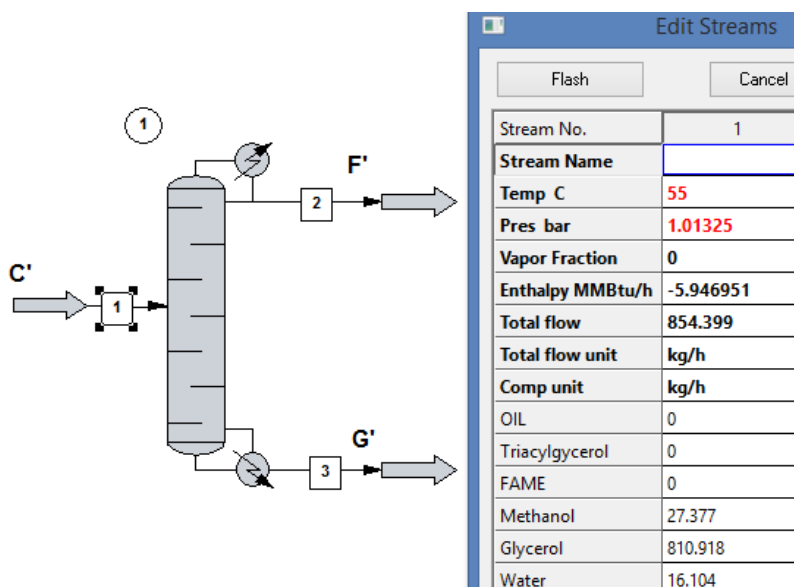 1
F'
2
C'
1
G'
3
Edit Streams
Flash
Cancel
Stream No. 1
Stream Name
Temp C 55
Pres bar 1.01325
Vapor Fraction 0
Enthalpy MMBtu/h -5.946951
Total flow 854.399
Total flow unit kg/h
Comp unit kg/h
OIL 0
Triacylgycerol 0
FAME 0
Methanol 27.377
Glycerol 810.918
Water 16.104